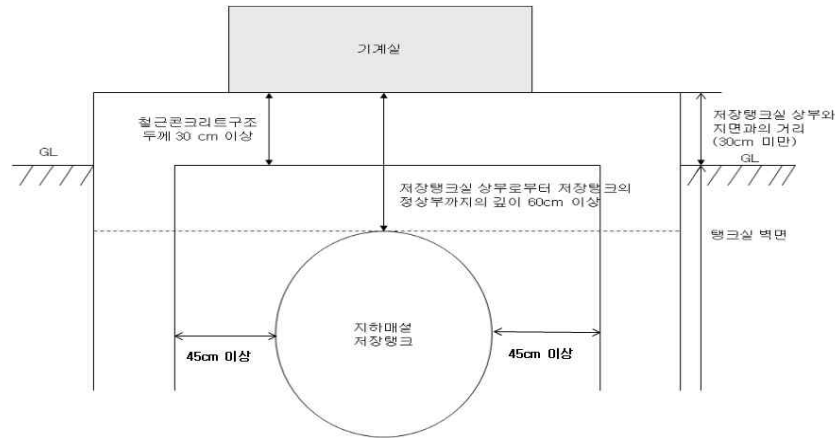 기계실
철근콘크리트구조
두께 30 cm 이상
저장탱크실 상부와
지면과의 거리
(30cm 미만)
GL
GL
저장탱크실 상부로부터 저장탱크의
정상부까지의 깊이 60cm 이상
탱크실 벽면
지하매설
저장탱크
45cm 이상
45cm 이상